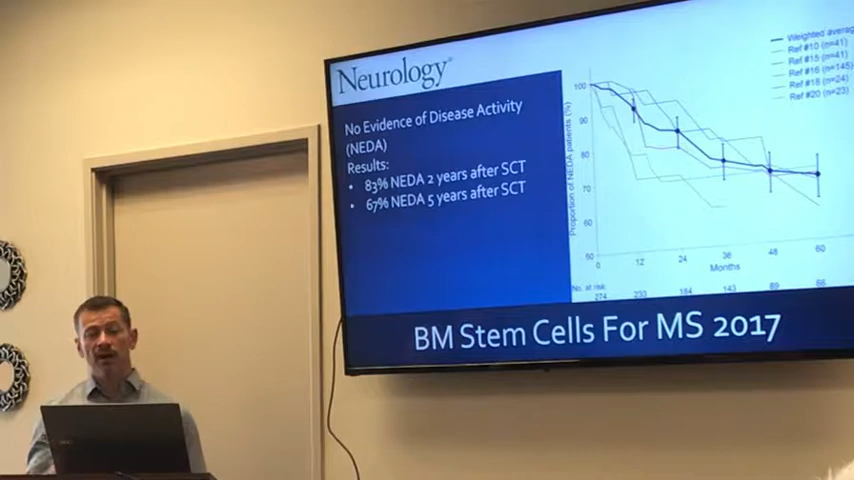 Neurology®
No Evidence of Disease Activity
(NEDA)
Results:
• 83% NEDA 2 years after SCT
• 67% NEDA 5 years after SCT
Weighted average
Ref #10 (n=41)
Ref #15 (n=41)
Ref #16 (n=145)
Ref #18 (n=24)
Ref #20 (n=23)
Proportion of NEDA patients (%)
100
90
80
70
60
50
0 12 24 36 48 60
Months
No. at risk
274 233 184 143 89 66
BM Stem Cells For MS 2017